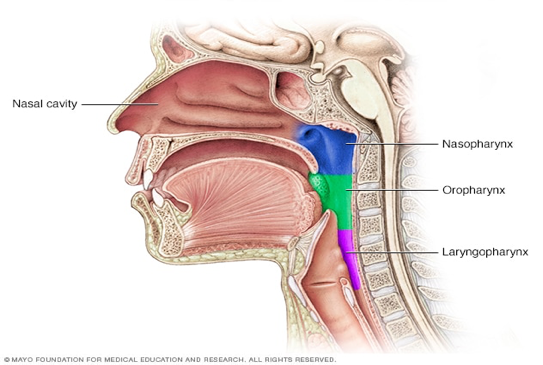 Nasal cavity
Nasopharynx
Oropharynx
Laryngopharynx
© MAYO FOUNDATION FOR MEDICAL EDUCATION AND RESEARCH. ALL RIGHTS RESERVED.